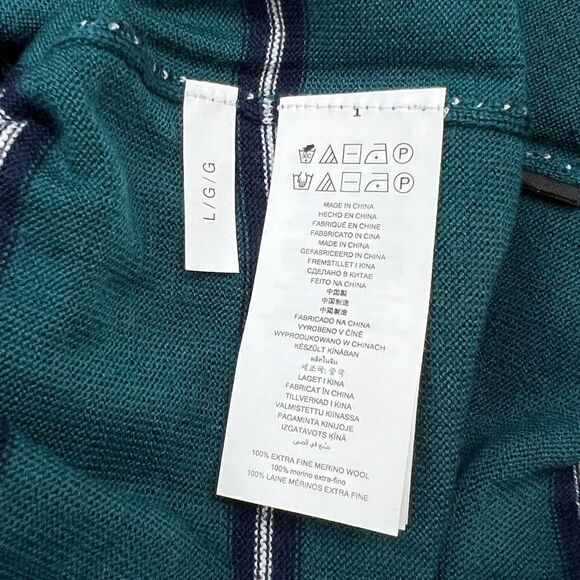 L/G/G
1
MADE IN CHINA
HECHO EN CHINA
FABRIQUÉ EN CHINE
FABBRICATO IN CINA
MADE IN CHINA
GEFABRICEERD IN CHINA
FREMSTILLET I KINA
СДЕЛАНО В КИТАЕ
FEITO NA CHINA
中国製
中国制造
中國製造
FABRICADO NA CHINA
VYROBENO V ČÍNĚ
WYPRODUKOWANO W CHINACH
KÉSZÜLT KÍNÁBAN
ผลิตในจีน
제조국: 중국
LAGET I KINA
FABRICAT ÎN CHINA
TILLVERKAD I KINA
VALMISTETTU KIINASSA
PAGAMINTA KINIJOJE
IZGATAVOTS ĶĪNĀ
صنع في الصين
100% EXTRA FINE MERINO WOOL
100% merino extra-fino
100% LAINE MÉRINOS EXTRA FINE